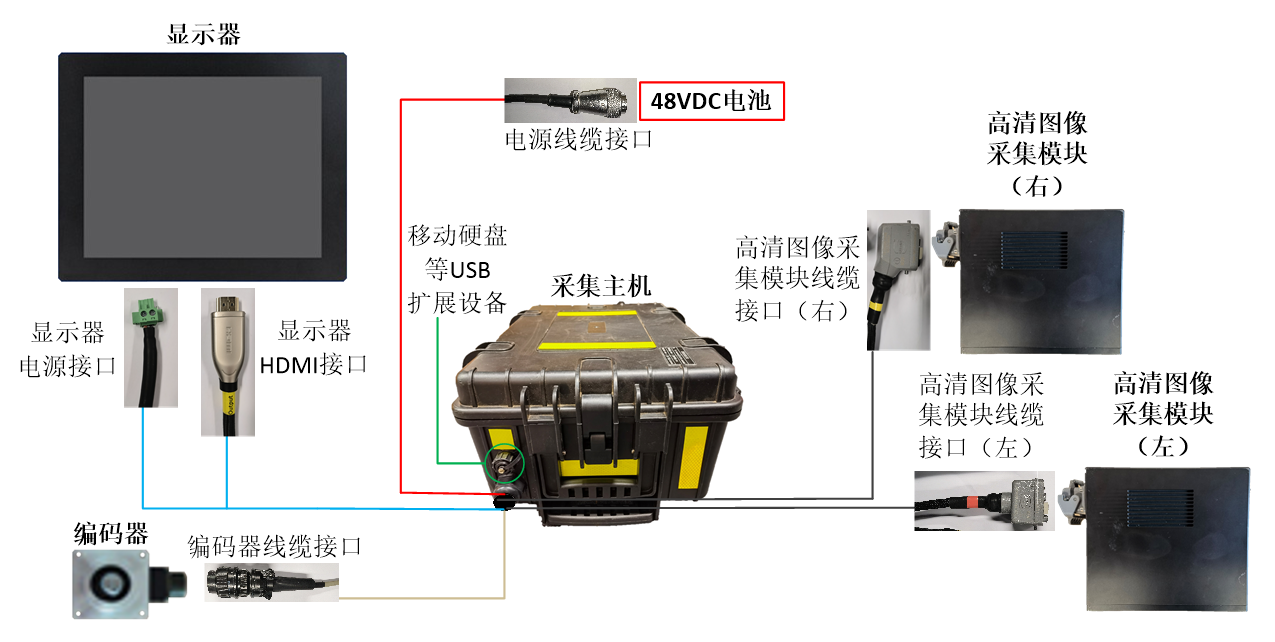 显示器
48VDC电池
电源线缆接口
高清图像
采集模块
（右）
移动硬盘
等USB
扩展设备
采集主机
高清图像采
集模块线缆
接口（右）
显示器
电源接口
显示器
HDMI接口
Output
高清图像采
集模块线缆
接口（左）
高清图像
采集模块
（左）
编码器
编码器线缆接口